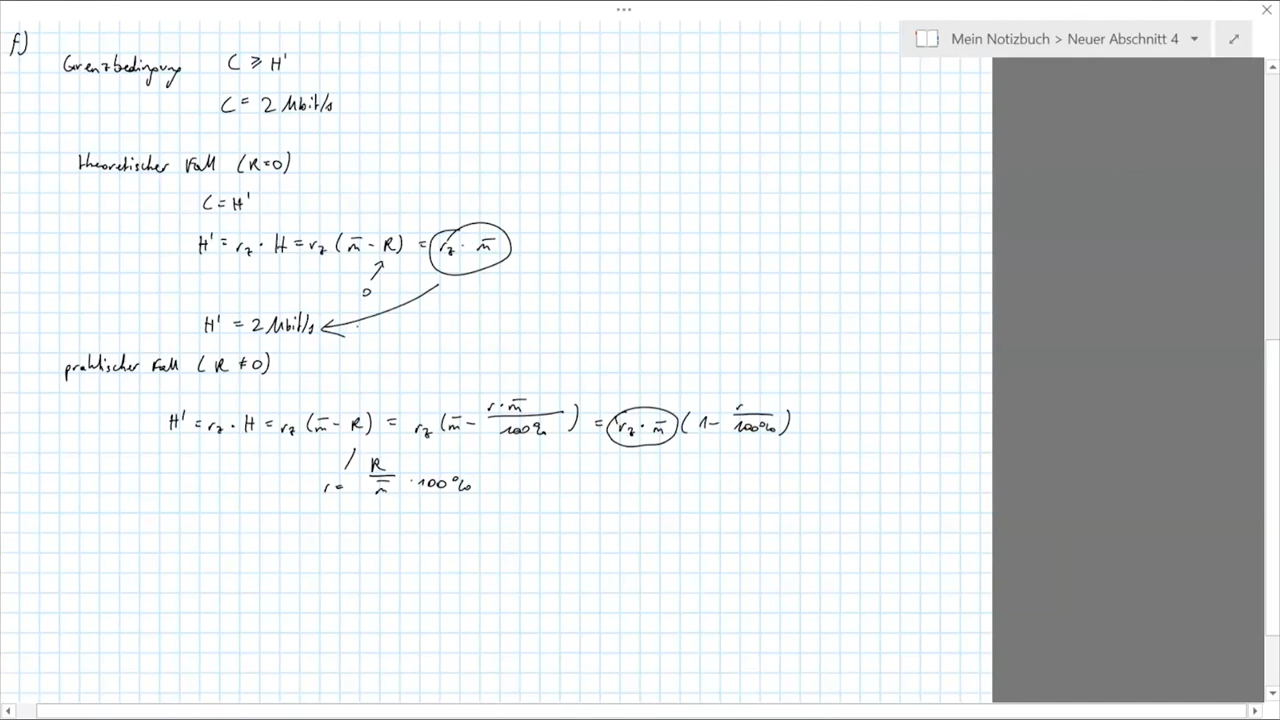 ...
Mein Notizbuch > Neuer Abschnitt 4
f)
Grenzbedingung C ≥ H'
C = 2 Mbit/s
theoretischer Fall (R=0)
C = H'
H' = r_z · H = r_z (m̄ - R) = r_z · m̄
0
H' = 2 Mbit/s
praktischer Fall (R ≠ 0)
H' = r_z · H = r_z (m̄ - R) = r_z (m̄ - r·m̄/100%) = r_z · m̄ (1 - r/100%)
r = R/m̄ · 100%